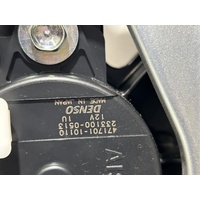 471701-10110
233100-0513
12V 1U
DENSO
MADE IN JAPAN